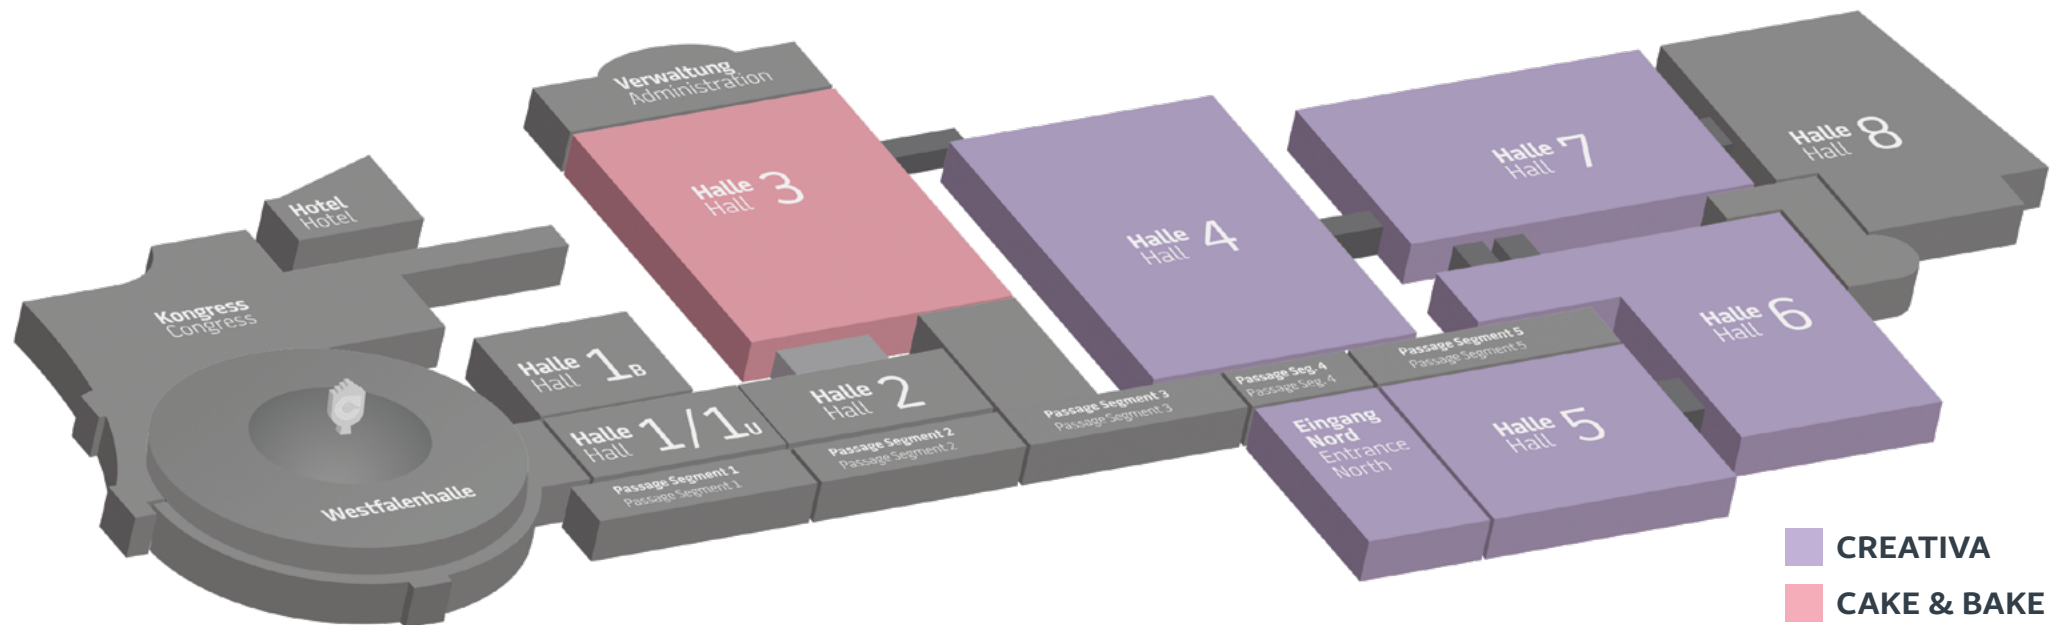 Verwaltung
Administration
Halle
Hall
3
Hotel
Hotel
Kongress
Congress
Westfalenhalle
Halle
Hall
1B
Halle
Hall
1/1U
Halle
Hall
2
Passage Segment 1
Passage Segment 1
Passage Segment 2
Passage Segment 2
Passage Segment 3
Passage Segment 3
Halle
Hall
4
Passage Seg. 4
Passage Seg. 4
Passage Segment 5
Passage Segment 5
Eingang
Nord
Entrance
North
Halle
Hall
5
Halle
Hall
6
Halle
Hall
7
Halle
Hall
8
CREATIVA
CAKE & BAKE